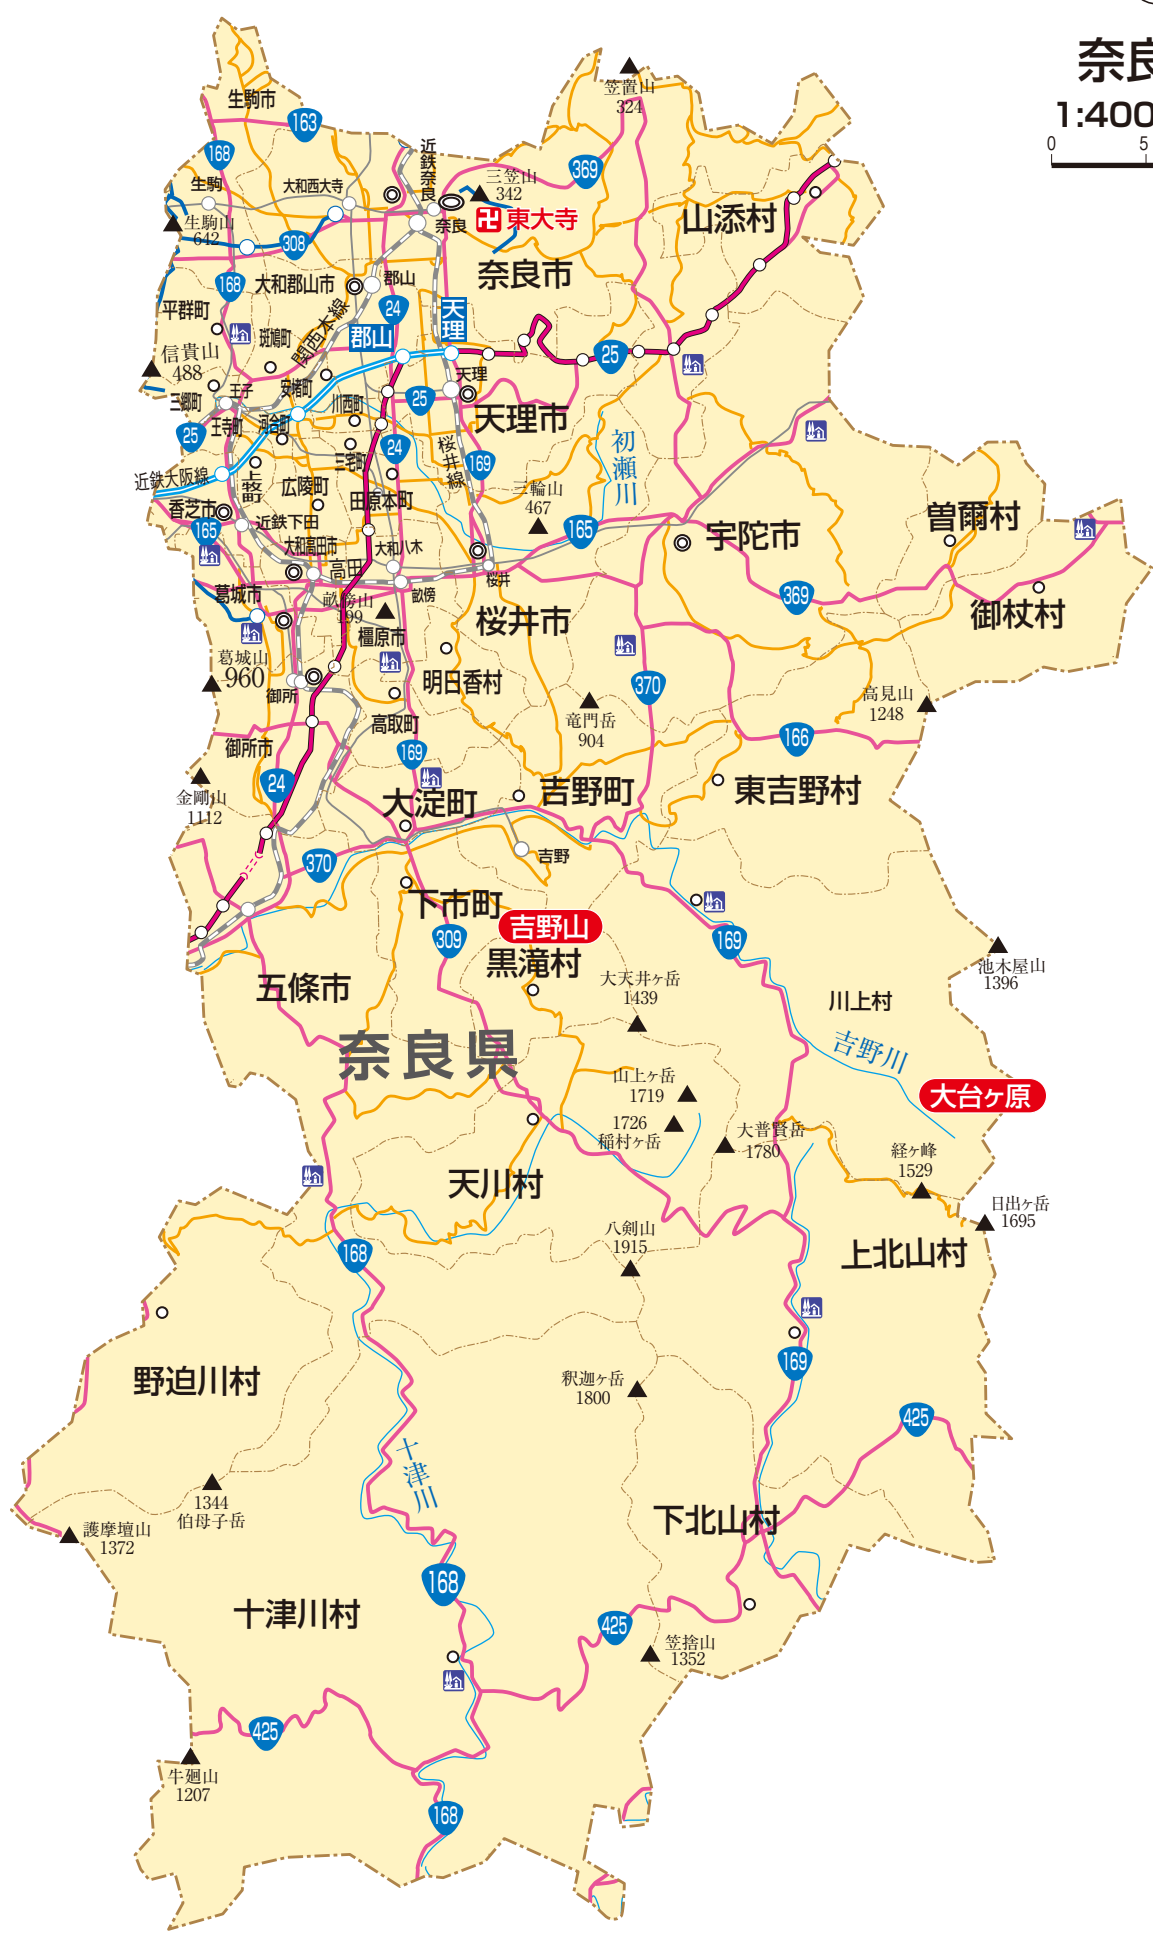 奈良
1:400
0
5
生駒市
163
168
近鉄奈良
笠置山
324
369
生駒
大和西大寺
三笠山
342
山添村
生駒山
642
奈良
卍東大寺
308
奈良市
168
大和郡山市
郡山
平群町
24
天理
斑鳩町
関西本線
郡山
25
信貴山
488
三郷町
王子
安堵町
川西町
天理
25
天理市
王寺町
河合町
25
24
三宅町
桜井線
初瀬川
近鉄大阪線
169
広陵町
田原本町
三輪山
467
香芝市
近鉄下田
165
165
宇陀市
曽爾村
大和高田市
大和八木
高田
桜井
葛城市
畝傍山
199
畝傍
369
御杖村
橿原市
桜井市
葛城山
960
明日香村
370
御所
高見山
1248
高取町
竜門岳
904
166
御所市
169
金剛山
1112
24
大淀町
吉野町
東吉野村
370
吉野
下市町
吉野山
309
169
黒滝村
池木屋山
1396
五條市
大天井ヶ岳
1439
川上村
奈良県
吉野川
山上ヶ岳
1719
大台ヶ原
1726
稲村ヶ岳
大普賢岳
1780
経ヶ峰
1529
天川村
日出ヶ岳
1695
168
八剣山
1915
上北山村
野迫川村
釈迦ヶ岳
1800
169
425
十津川
1344
伯母子岳
護摩壇山
1372
下北山村
168
十津川村
425
笠捨山
1352
425
牛廻山
1207
168